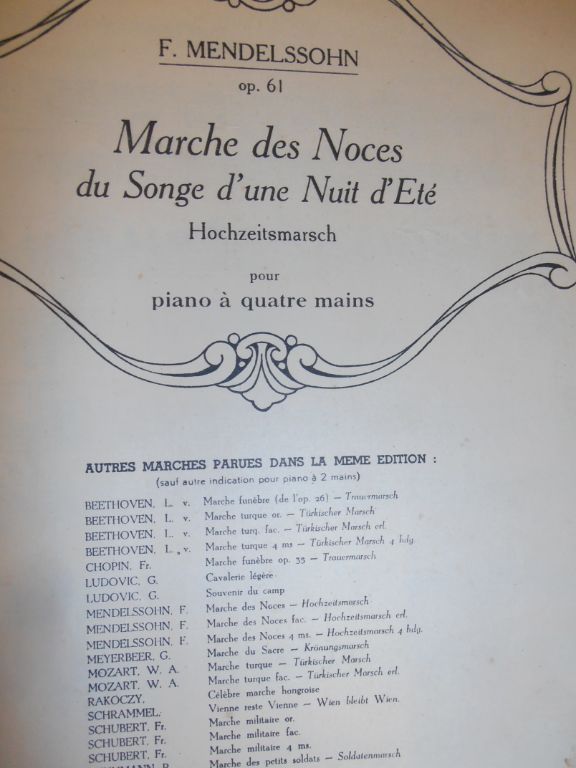 F. MENDELSSOHN
op. 61
Marche des Noces
du Songe d'une Nuit d'Eté
Hochzeitsmarsch
pour
piano à quatre mains
AUTRES MARCHES PARUES DANS LA MEME EDITION :
(sauf autre indication pour piano à 2 mains)
BEETHOVEN, L. v. Marche funèbre (de l'op. 26) — Trauermarsch
BEETHOVEN, L. v. Marche turque or. — Türkischer Marsch
BEETHOVEN, L. v. Marche turq. fac. — Türkischer Marsch erl.
BEETHOVEN, L. v. Marche turque 4 ms — Türkischer Marsch 4 hdg.
CHOPIN, Fr. Marche funèbre op. 35 — Trauermarsch
LUDOVIC, G. Cavalerie légère
LUDOVIC, G. Souvenir du camp
MENDELSSOHN, F. Marche des Noces — Hochzeitsmarsch
MENDELSSOHN, F. Marche des Noces fac. — Hochzeitsmarsch erl.
MENDELSSOHN, F. Marche des Noces 4 ms. — Hochzeitsmarsch 4 hdg.
MEYERBEER, G. Marche du Sacre — Krönungsmarsch
MOZART, W. A. Marche turque — Türkischer Marsch
MOZART, W. A. Marche turque fac. — Türkischer Marsch erl.
RAKOCZY, Célèbre marche hongroise
SCHRAMMEL, Vienne reste Vienne — Wien bleibt Wien.
SCHUBERT, Fr. Marche militaire or.
SCHUBERT, Fr. Marche militaire fac.
SCHUBERT, Fr. Marche militaire 4 ms.
Marche des petits soldats — Soldatenmarsch